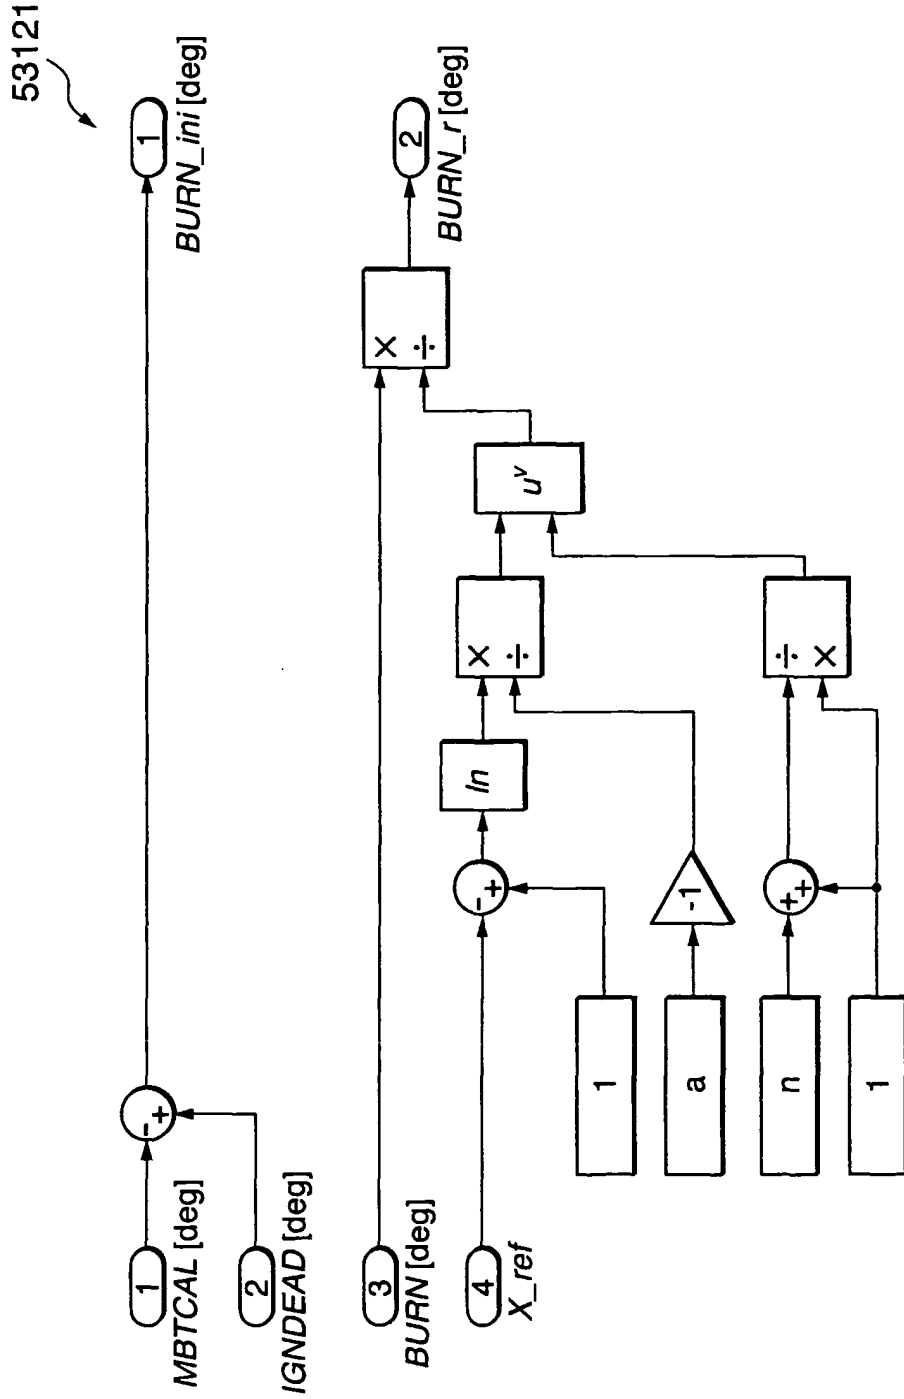 53121
1
MBTCAL [deg]
- +
1
BURN_ini [deg]
2
IGNDEAD [deg]
3
BURN [deg]
×
÷
2
BURN_r [deg]
4
X_ref
- +
ln
×
÷
u^v
1
a
-1
n
+ +
÷
×
1